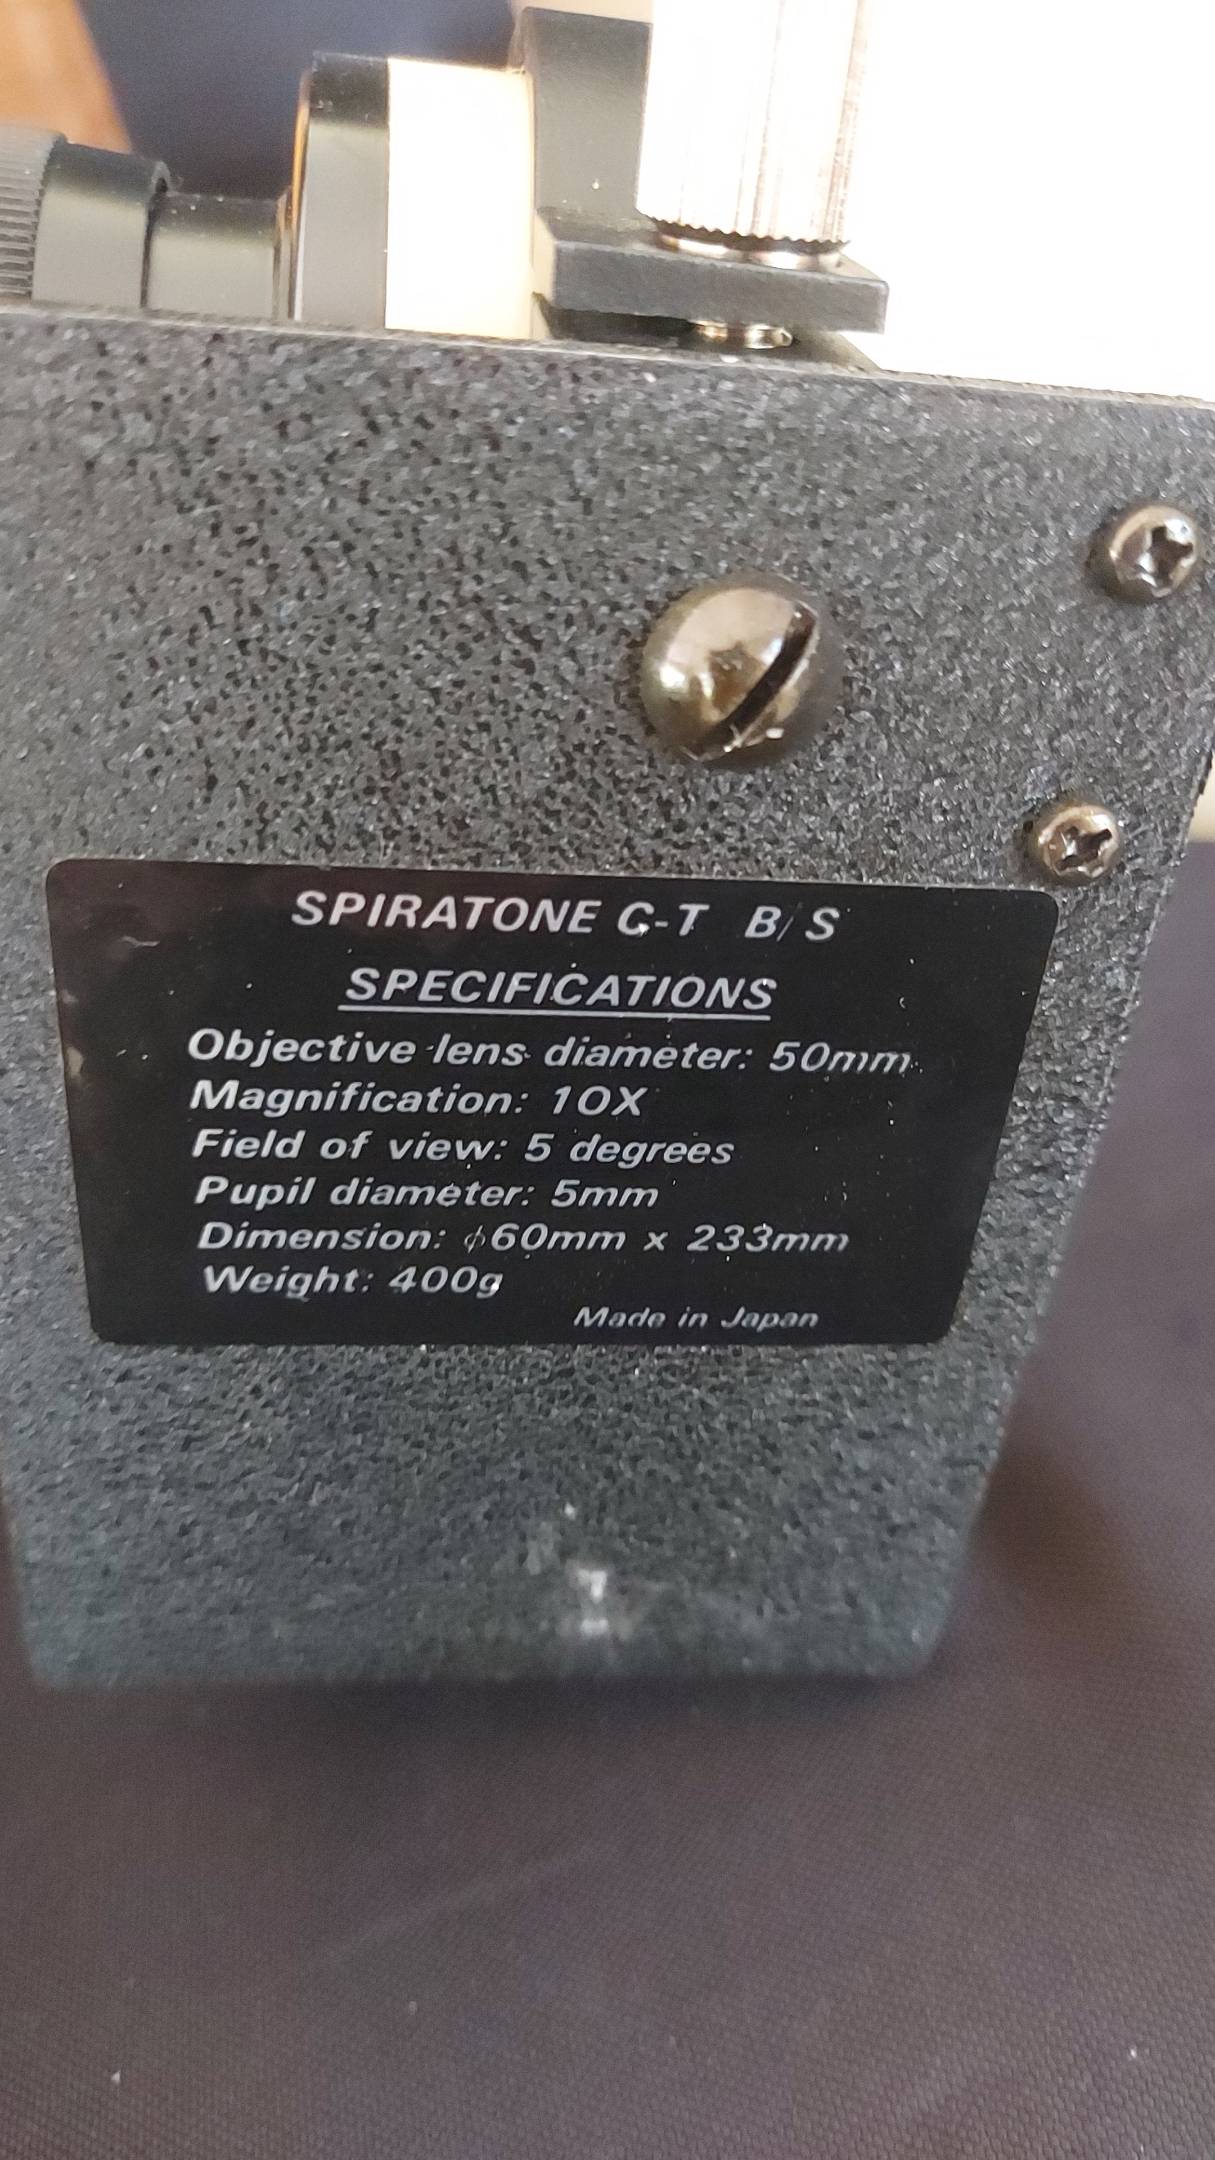 SPIRATONE C-T B/S
SPECIFICATIONS
Objective lens diameter: 50mm
Magnification: 10X
Field of view: 5 degrees
Pupil diameter: 5mm
Dimension: ϕ60mm x 233mm
Weight: 400g
Made in Japan